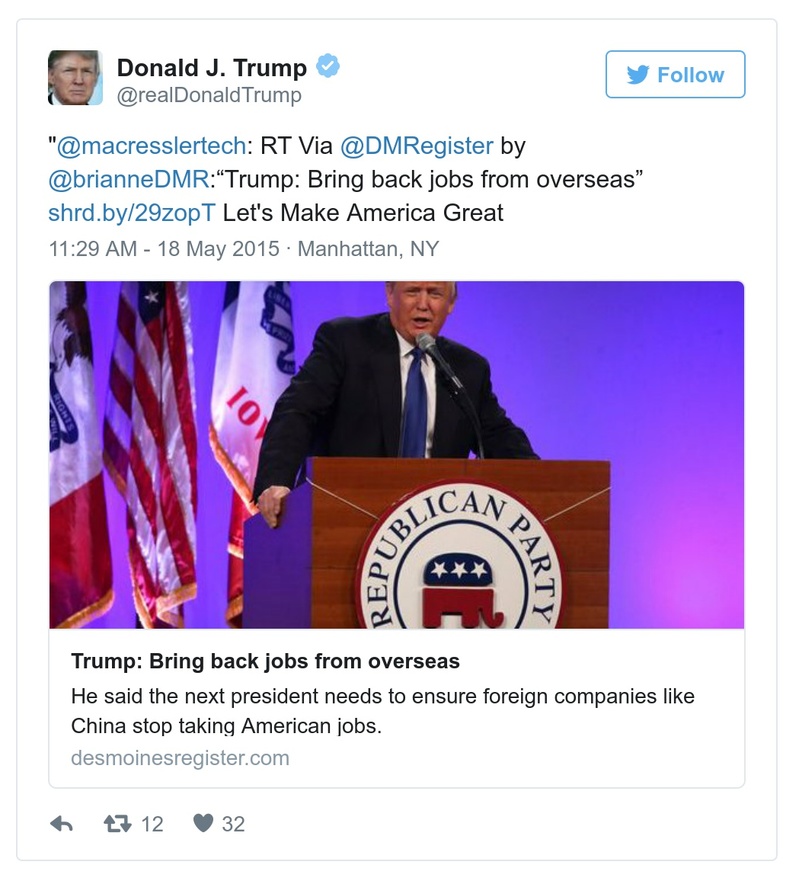 Donald J. Trump
@realDonaldTrump
Follow
"@macresslertech: RT Via @DMRegister by
@brianneDMR:“Trump: Bring back jobs from overseas”
shrd.by/29zopT Let's Make America Great
11:29 AM - 18 May 2015 · Manhattan, NY
IOW
REPUBLICAN PARTY
Trump: Bring back jobs from overseas
He said the next president needs to ensure foreign companies like
China stop taking American jobs.
desmoinesregister.com
12
32